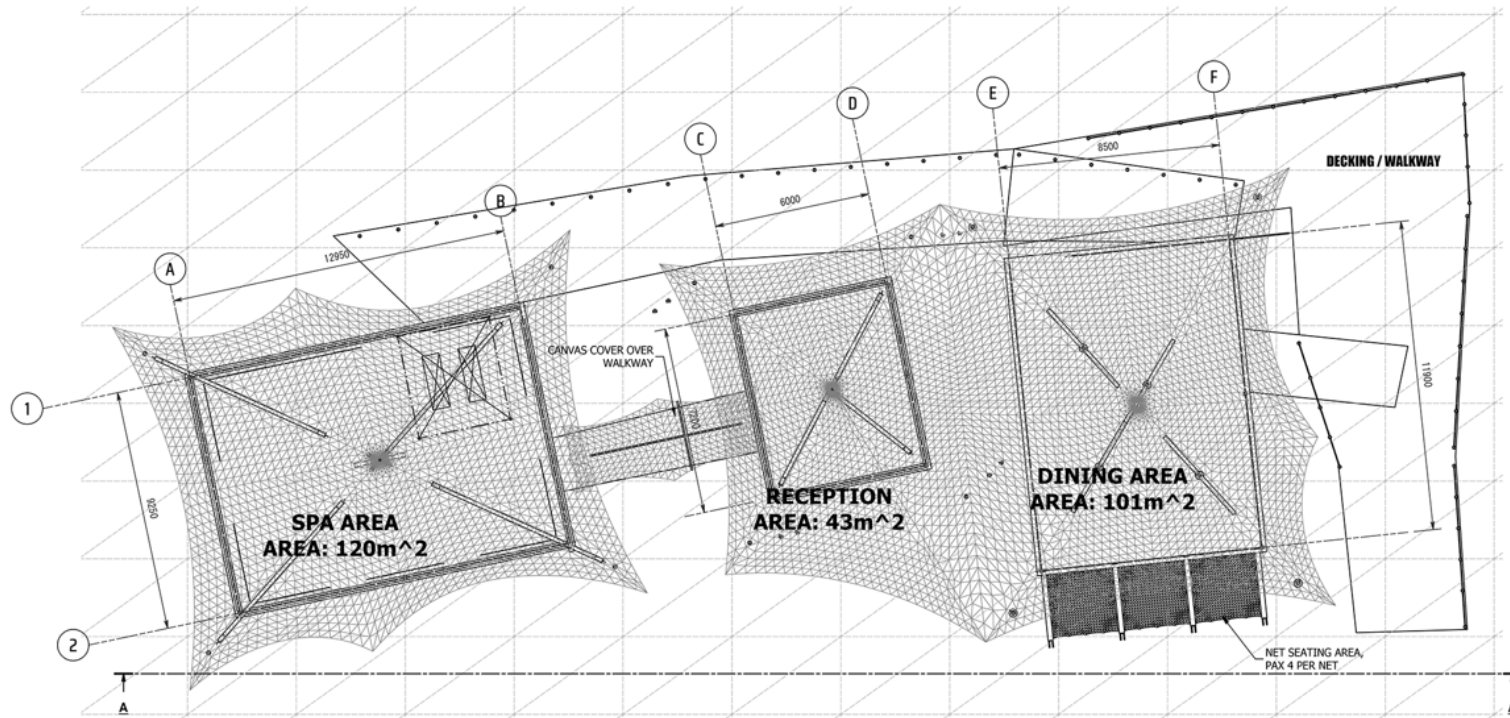 F
E
D
C
B
A
8500
DECKING / WALKWAY
6000
12950
CANVAS COVER OVER
WALKWAY
7200
11900
1
9250
2
SPA AREA
AREA: 120m^2
RECEPTION
AREA: 43m^2
DINING AREA
AREA: 101m^2
NET SEATING AREA,
PAX 4 PER NET
A